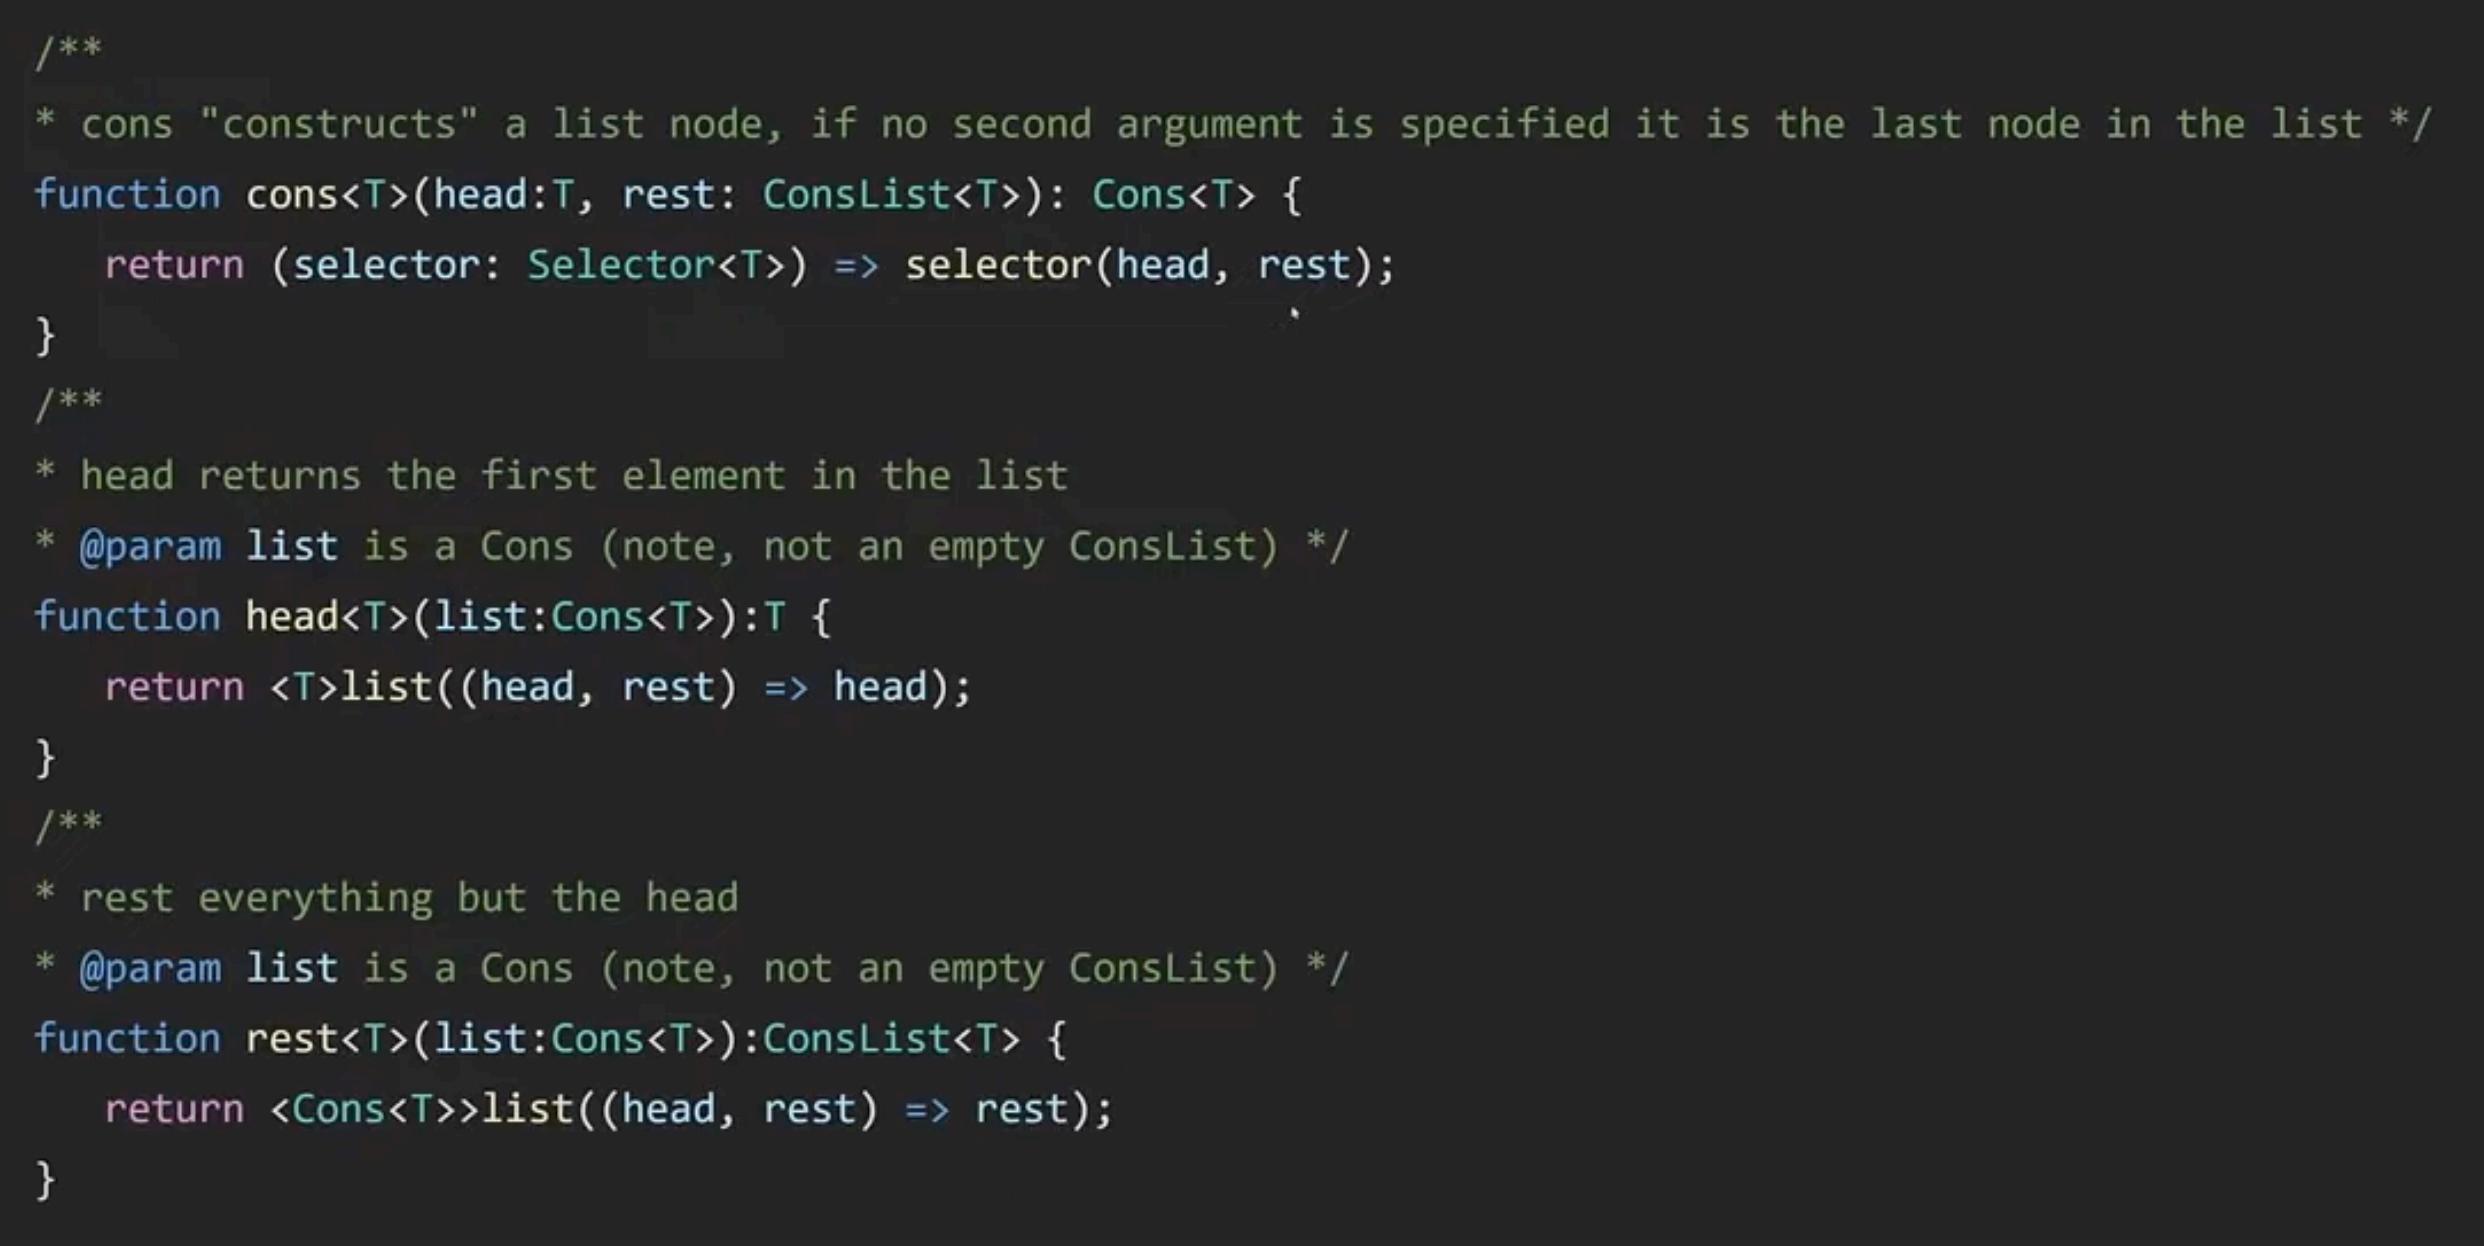 /**
* cons "constructs" a list node, if no second argument is specified it is the last node in the list */
function cons<T>(head:T, rest: ConsList<T>): Cons<T> {
   return (selector: Selector<T>) => selector(head, rest);
}
/**
* head returns the first element in the list
* @param list is a Cons (note, not an empty ConsList) */
function head<T>(list:Cons<T>):T {
   return <T>list((head, rest) => head);
}
/**
* rest everything but the head
* @param list is a Cons (note, not an empty ConsList) */
function rest<T>(list:Cons<T>):ConsList<T> {
   return <Cons<T>>list((head, rest) => rest);
}